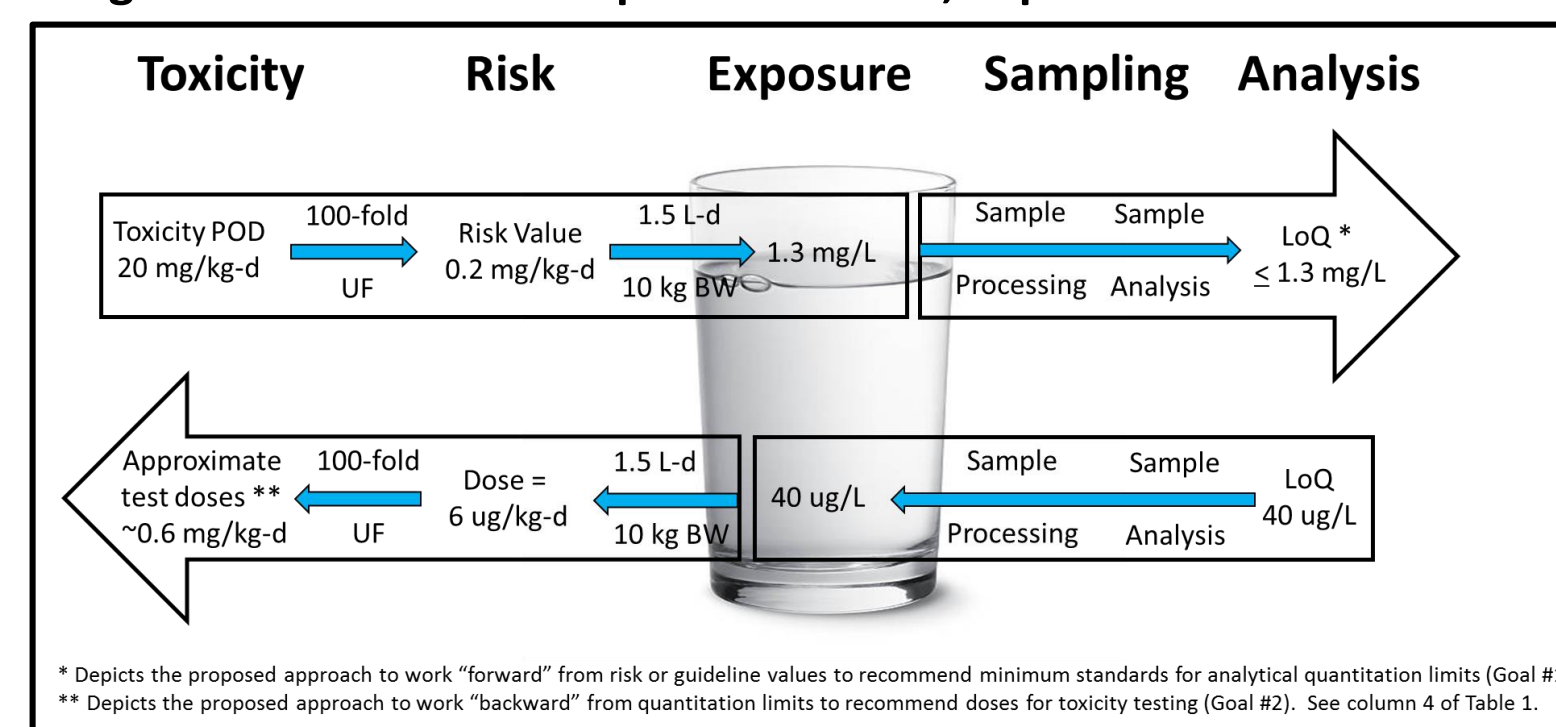 Toxicity Risk Exposure Sampling Analysis
100-fold
1.5 L-d
Sample Sample
Toxicity POD
20 mg/kg-d
Risk Value
0.2 mg/kg-d
1.3 mg/L
LoQ *
≤ 1.3 mg/L
UF
10 kg BW
Processing Analysis
Approximate
test doses **
~0.6 mg/kg-d
100-fold
UF
Dose =
6 ug/kg-d
1.5 L-d
10 kg BW
40 ug/L
Sample Sample
Processing Analysis
LoQ
40 ug/L
* Depicts the proposed approach to work “forward” from risk or guideline values to recommend minimum standards for analytical quantitation limits (Goal #
** Depicts the proposed approach to work “backward” from quantitation limits to recommend doses for toxicity testing (Goal #2). See column 4 of Table 1.